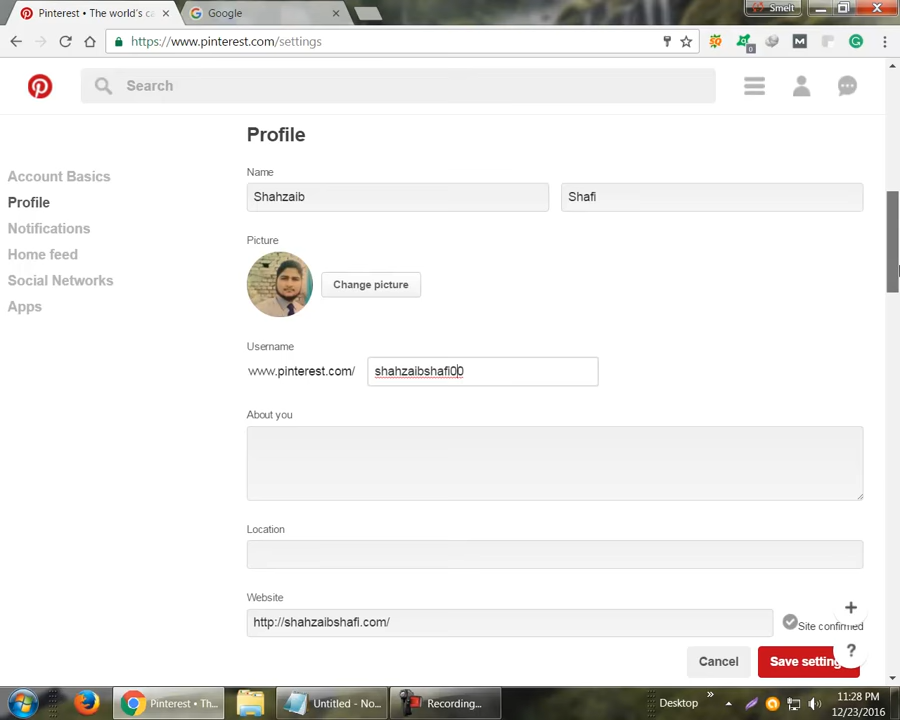 Pinterest • The world's ca
Google
Smelt
https://www.pinterest.com/settings
0
M
G
Search
Profile
Account Basics
Profile
Notifications
Home feed
Social Networks
Apps
Name
Shahzaib
Shafi
Picture
Change picture
Username
www.pinterest.com/
shahzaibshafi00
About you
Location
Website
http://shahzaibshafi.com/
Site confirmed
+
?
Cancel
Save setting
Pinterest • Th...
Untitled - No...
Recording...
Desktop
11:28 PM
12/23/2016